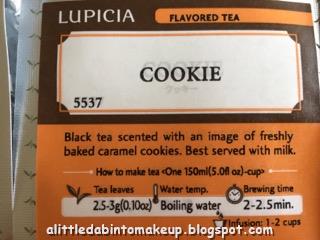 LUPICIA FLAVORED TEA
COOKIE
クッキー
5537
Black tea scented with an image of freshly
baked caramel cookies. Best served with milk.
How to make tea <One 150ml(5.0fl oz)-cup>
Tea leaves Water temp. Brewing time
2.5-3g(0.10oz) Boiling water 2-2.5min.
Infusion: 1-2 cups
alittledabintomakeup.blogspot.com